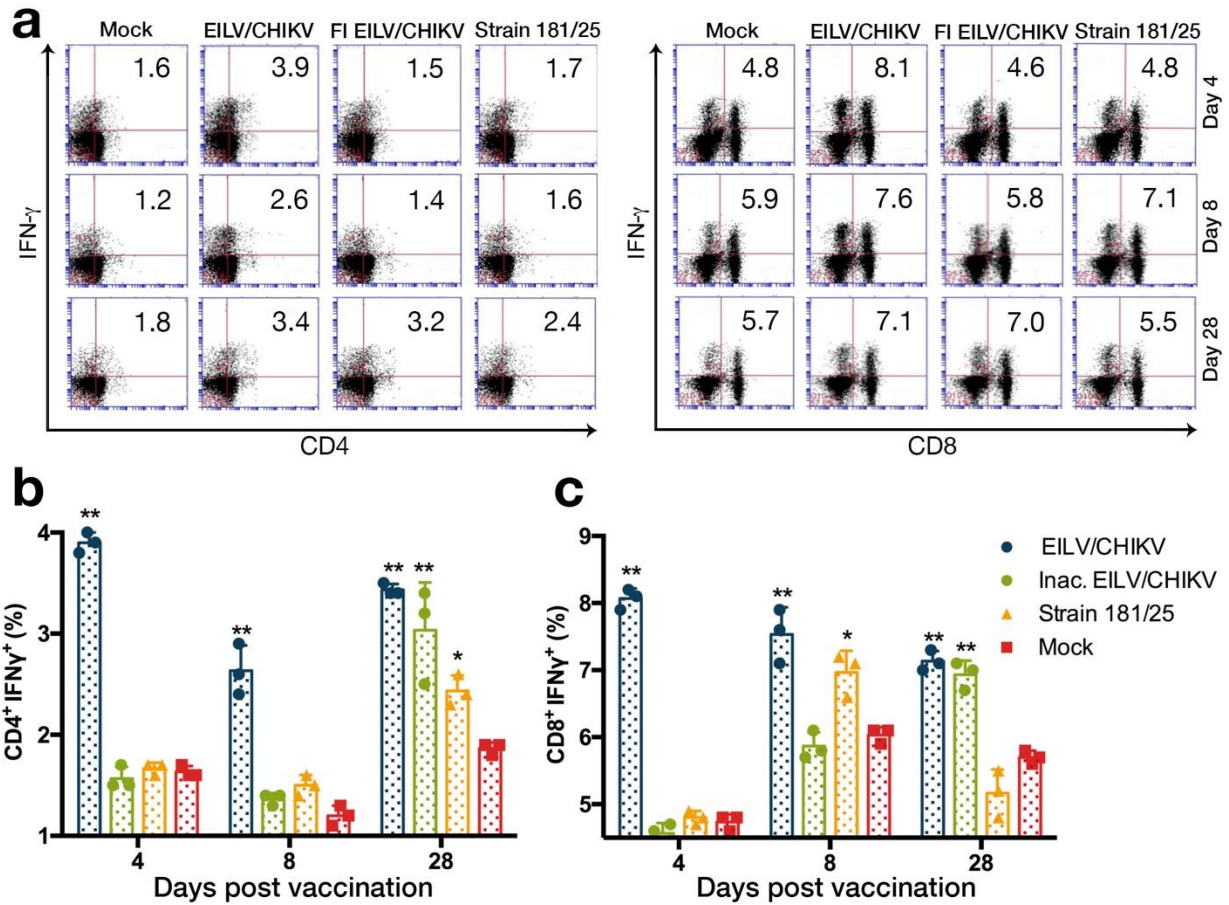 a
Mock EILV/CHIKV FI EILV/CHIKV Strain 181/25
Mock EILV/CHIKV FI EILV/CHIKV Strain 181/25
1.6 3.9 1.5 1.7
4.8 8.1 4.6 4.8
Day 4
1.2 2.6 1.4 1.6
5.9 7.6 5.8 7.1
Day 8
1.8 3.4 3.2 2.4
5.7 7.1 7.0 5.5
Day 28
IFN-γ
IFN-γ
CD4
CD8
b
CD4+ IFNγ+ (%)
4
3
2
1
** ** ** ** *
4 8 28
Days post vaccination
c
CD8+ IFNγ+ (%)
9
8
7
6
5
** ** * ** **
4 8 28
Days post vaccination
EILV/CHIKV
Inac. EILV/CHIKV
Strain 181/25
Mock